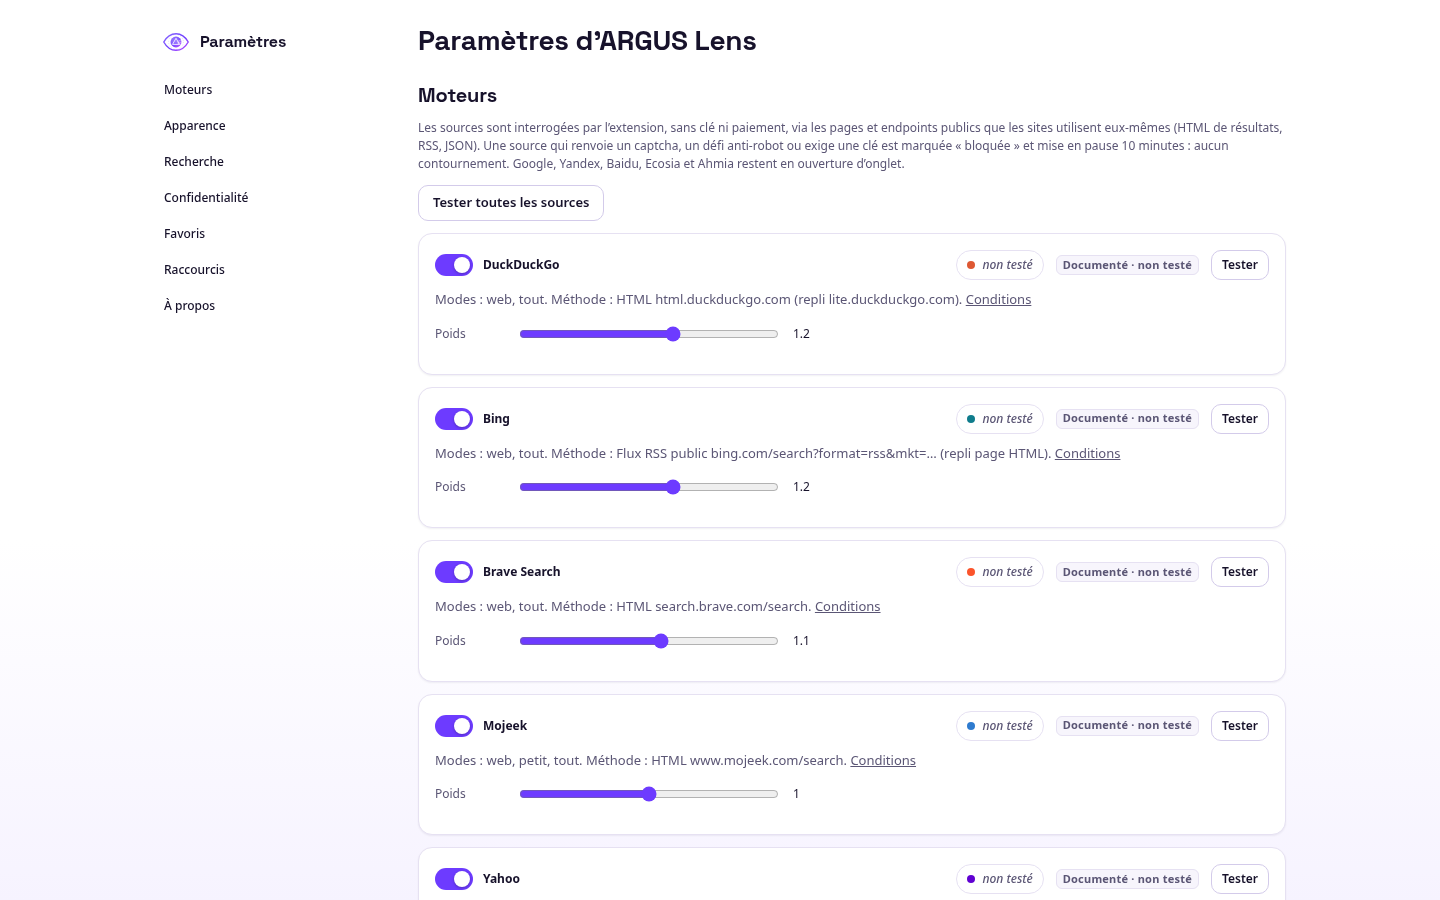 Paramètres
Moteurs
Apparence
Recherche
Confidentialité
Favoris
Raccourcis
À propos
Paramètres d’ARGUS Lens
Moteurs
Les sources sont interrogées par l’extension, sans clé ni paiement, via les pages et endpoints publics que les sites utilisent eux-mêmes (HTML de résultats,
RSS, JSON). Une source qui renvoie un captcha, un défi anti-robot ou exige une clé est marquée « bloquée » et mise en pause 10 minutes : aucun
contournement. Google, Yandex, Baidu, Ecosia et Ahmia restent en ouverture d’onglet.
Tester toutes les sources
DuckDuckGo non testé Documenté · non testé Tester
Modes : web, tout. Méthode : HTML html.duckduckgo.com (repli lite.duckduckgo.com). Conditions
Poids 1.2
Bing non testé Documenté · non testé Tester
Modes : web, tout. Méthode : Flux RSS public bing.com/search?format=rss&mkt=… (repli page HTML). Conditions
Poids 1.2
Brave Search non testé Documenté · non testé Tester
Modes : web, tout. Méthode : HTML search.brave.com/search. Conditions
Poids 1.1
Mojeek non testé Documenté · non testé Tester
Modes : web, petit, tout. Méthode : HTML www.mojeek.com/search. Conditions
Poids 1
Yahoo non testé Documenté · non testé Tester